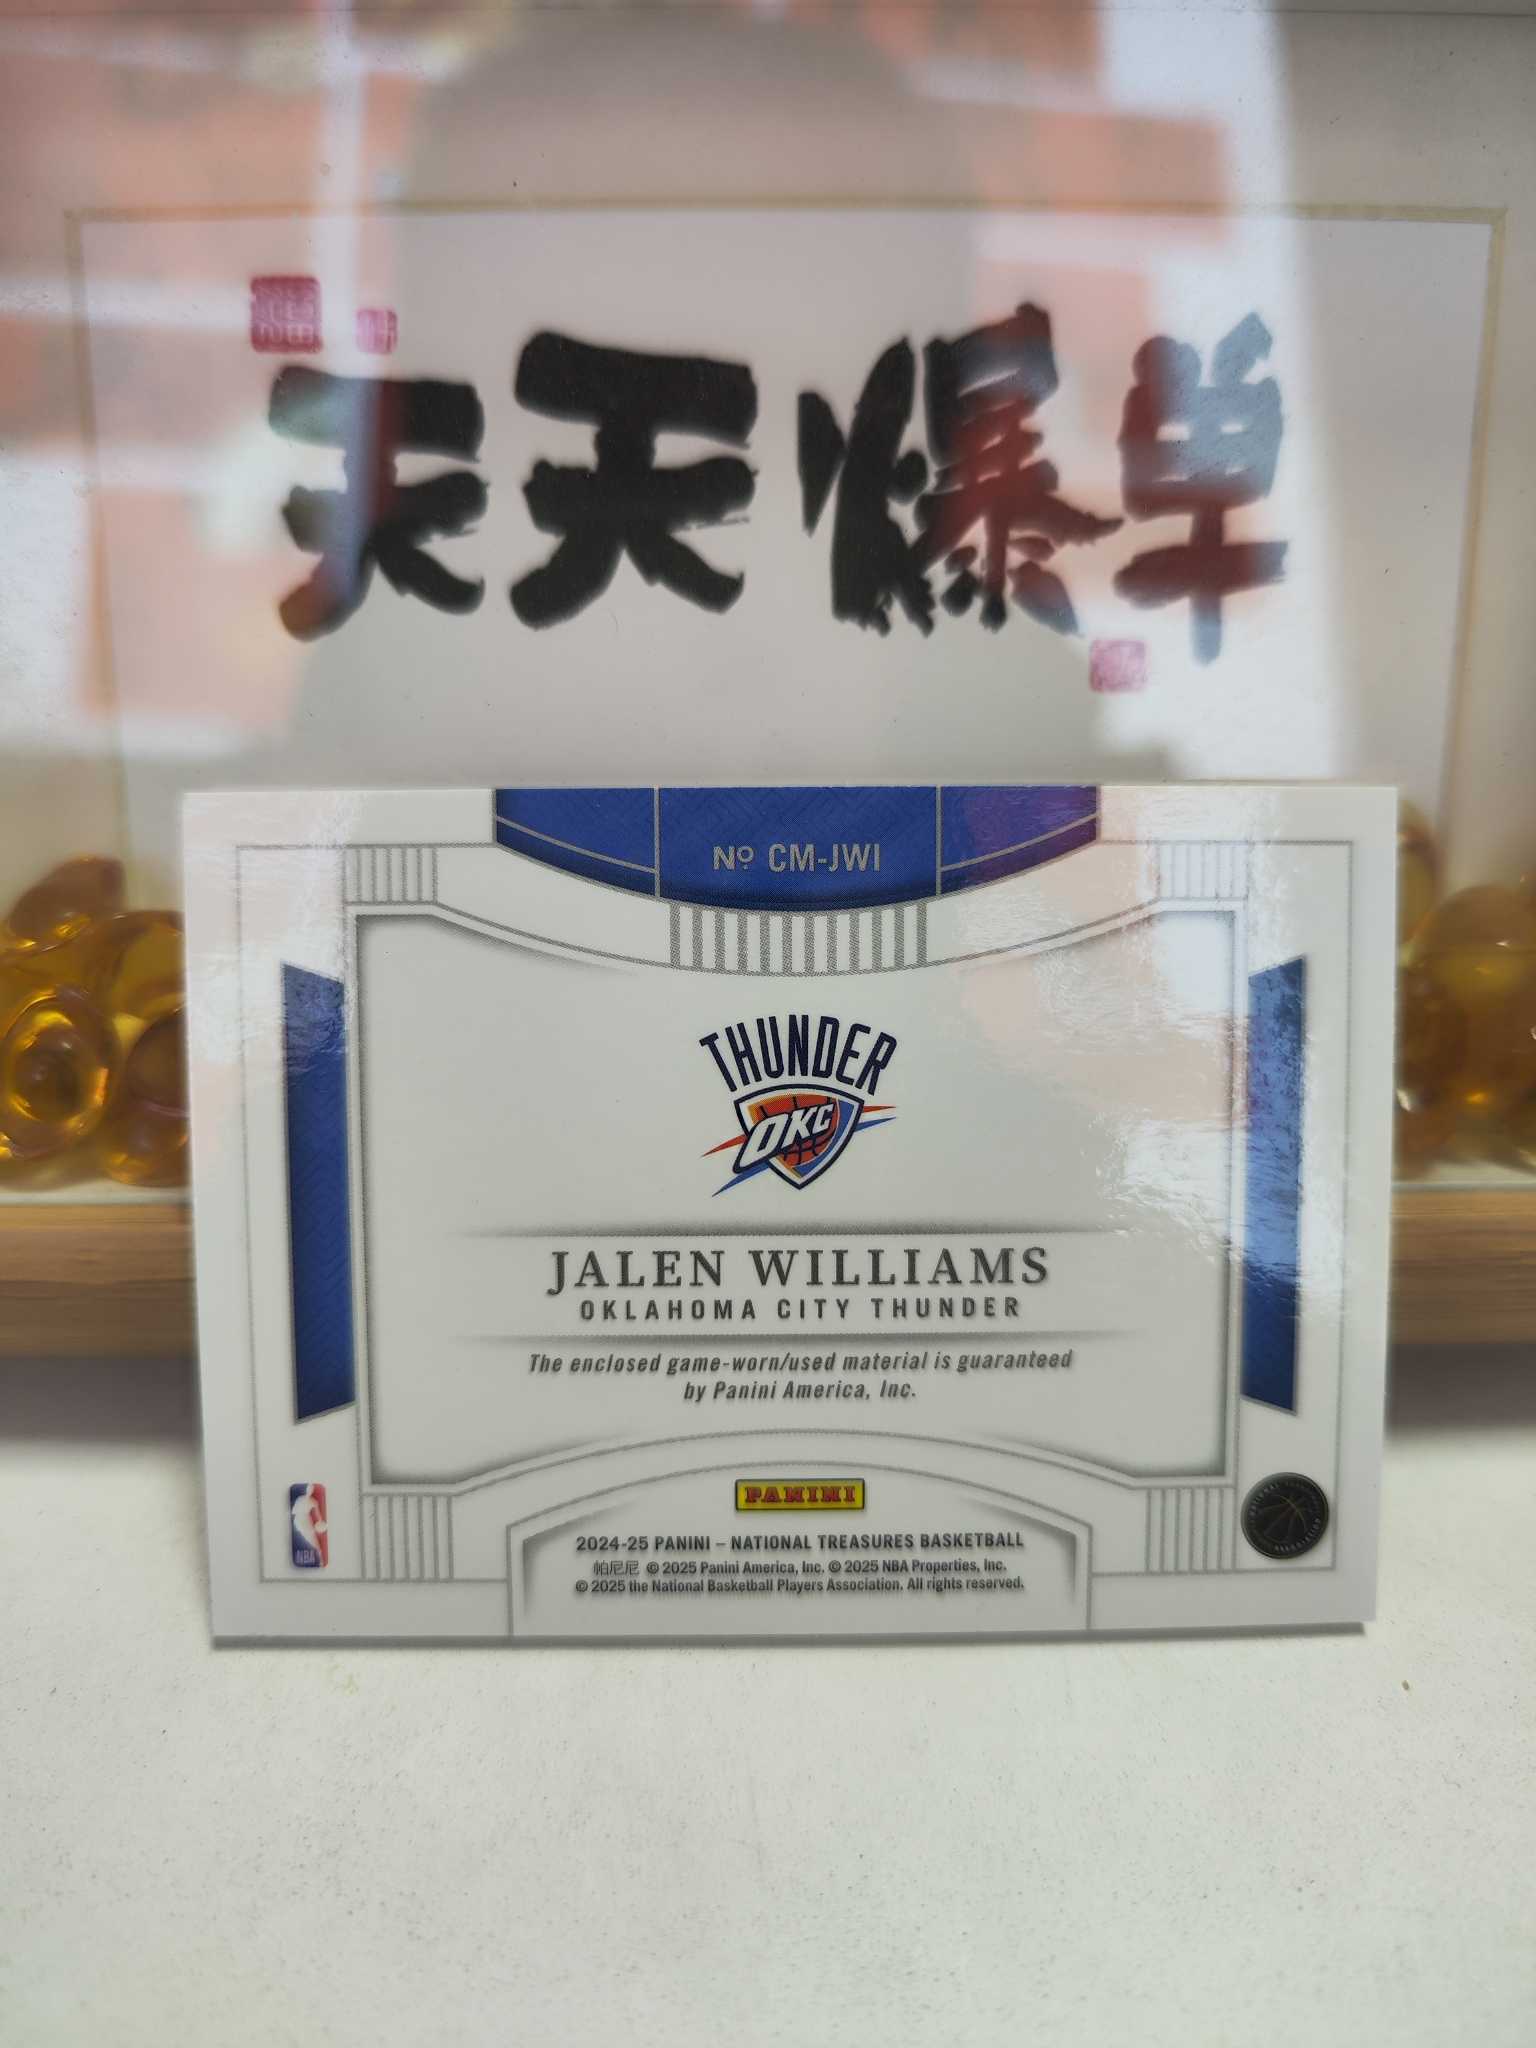 天天爆单
Nº CM-JWI
THUNDER
OKC
JALEN WILLIAMS
OKLAHOMA CITY THUNDER
The enclosed game-worn/used material is guaranteed
by Panini America, Inc.
NBA
PANINI
2024-25 PANINI – NATIONAL TREASURES BASKETBALL
帕尼尼 © 2025 Panini America, Inc. © 2025 NBA Properties, Inc.
© 2025 the National Basketball Players Association. All rights reserved.